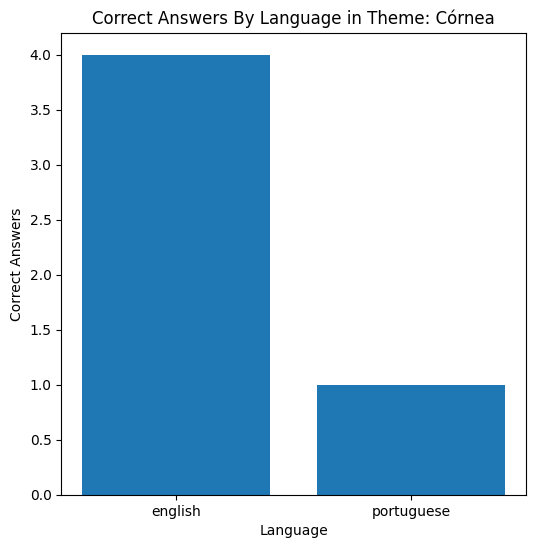 Correct Answers By Language in Theme: Córnea
4.0
3.5
3.0
2.5
2.0
1.5
1.0
0.5
0.0
Correct Answers
english
portuguese
Language